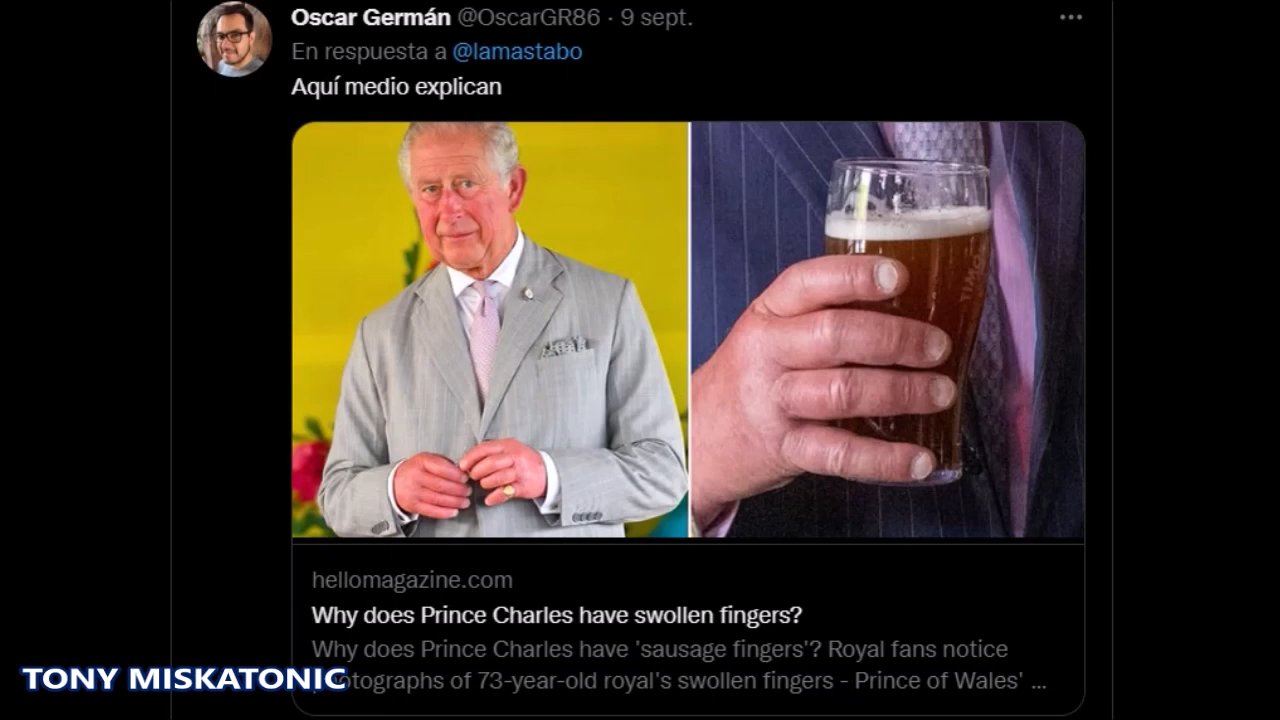 Oscar Germán @OscarGR86 · 9 sept.
En respuesta a @lamastabo
Aquí medio explican
TIMO
hellomagazine.com
Why does Prince Charles have swollen fingers?
Why does Prince Charles have 'sausage fingers'? Royal fans notice
photographs of 73-year-old royal's swollen fingers - Prince of Wales' ...
TONY MISKATONIC